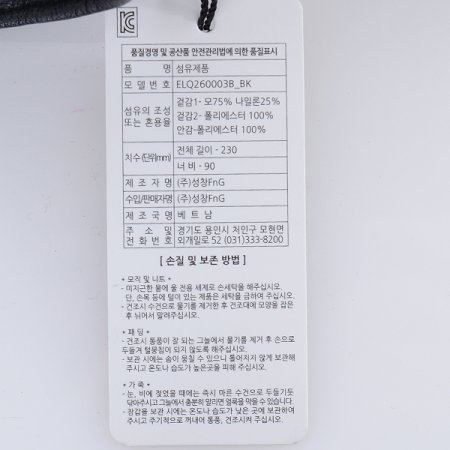 KC
품질경영 및 공산품 안전관리법에 의한 품질표시
품 명 섬유제품
모 델 번 호 ELQ260003B_BK
섬유의 조성 또는 혼용율 겉감1- 모75% 나일론25%
겉감2- 폴리에스터 100%
안감-폴리에스터 100%
치수(단위mm) 전체 길이 - 230
너 비 - 90
제 조 자 명 (주)성창FnG
수입/판매자명 (주)성창FnG
제 조 국 명 베 트 남
주 소 및 경기도 용인시 처인구 모현면
전 화 번 호 외개일로 52 (031)333-8200
[ 손질 및 보존 방법 ]
* 모직 및 니트 *
- 미지근한 물에 울 전용 세제로 손세탁을 해주십시오.
단, 손목 등에 털이 있는 제품은 세탁을 금하여 주십시오.
- 건조시 수건으로 물기를 제거한 후 건조대에 모양을 잡은
후 뉘어서 말려주십시오.
* 패 딩 *
- 건조시 통풍이 잘 되는 그늘에서 물기를 제거 후 손으로
두들겨 털뭉침이 되지 않도록 해주십시오.
- 보관 시에는 솜이 뭉칠 수 있으니 틀어지지 않게 보관해
주시고 온도나 습도가 높은곳을 피해 주십시오.
* 가 죽 *
- 눈, 비에 젖었을 때에는 즉시 마른 수건으로 두들기듯
닦아주시고 그늘에서 충분히 말리면 얼룩을 막을 수 있습니다.
- 장갑을 보관 시에는 온도나 습도가 낮은 곳에 보관하여
주시고 주기적으로 꺼내어 통풍, 건조시켜 주십시오.